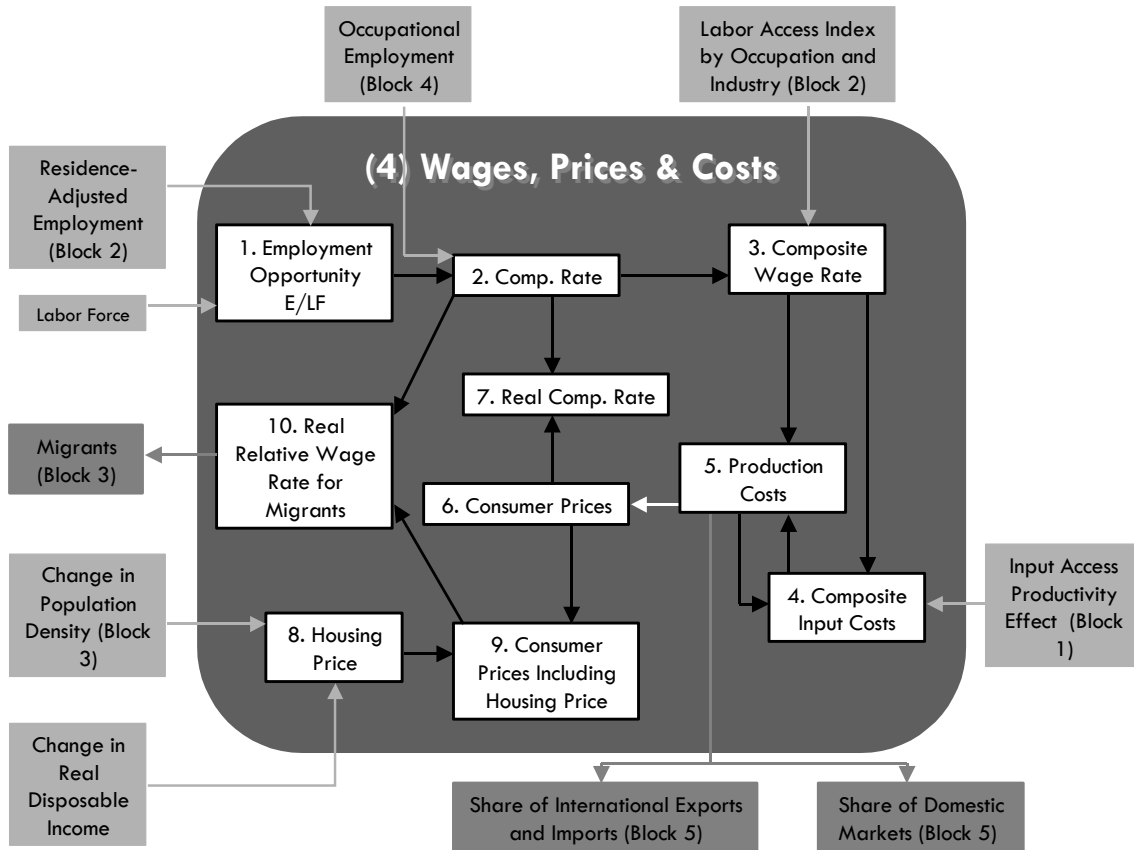 Occupational
Employment
(Block 4)
Labor Access Index
by Occupation and
Industry (Block 2)
(4) Wages, Prices & Costs
Residence-
Adjusted
Employment
(Block 2)
1. Employment
Opportunity
E/LF
2. Comp. Rate
3. Composite
Wage Rate
Labor Force
7. Real Comp. Rate
10. Real
Relative Wage
Rate for
Migrants
Migrants
(Block 3)
5. Production
Costs
6. Consumer Prices
Change in
Population
Density (Block
3)
8. Housing
Price
9. Consumer
Prices Including
Housing Price
4. Composite
Input Costs
Input Access
Productivity
Effect (Block
1)
Change in
Real
Disposable
Income
Share of International Exports
and Imports (Block 5)
Share of Domestic
Markets (Block 5)